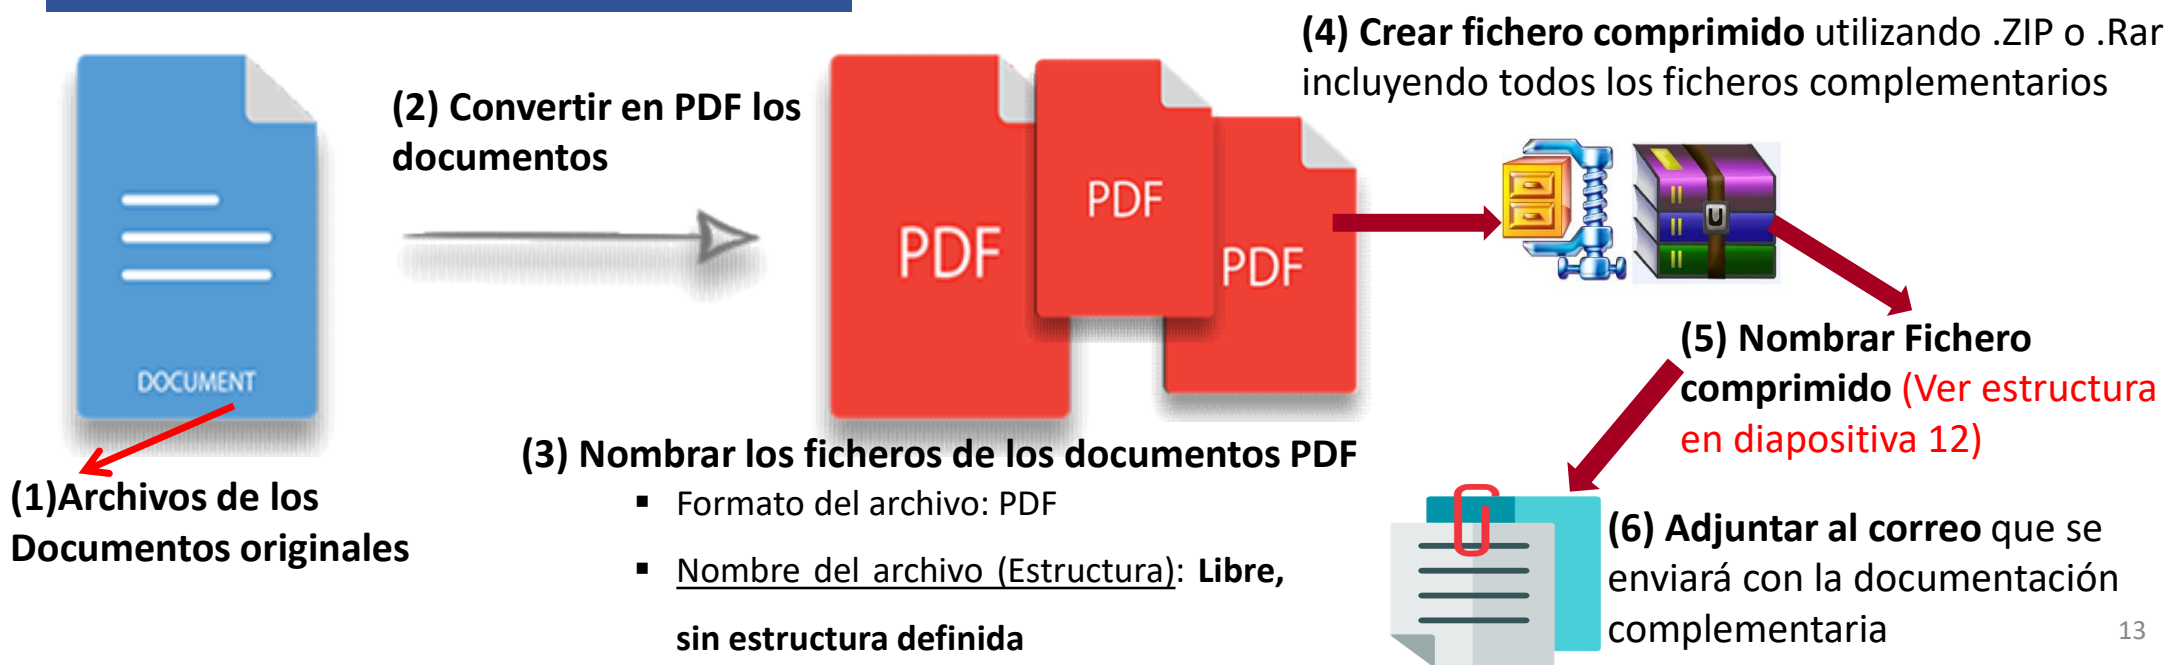 (1)Archivos de los
Documentos originales
DOCUMENT
(2) Convertir en PDF los
documentos
PDF
PDF
PDF
(3) Nombrar los ficheros de los documentos PDF
▪ Formato del archivo: PDF
▪ Nombre del archivo (Estructura): Libre,
sin estructura definida
(4) Crear fichero comprimido utilizando .ZIP o .Rar
incluyendo todos los ficheros complementarios
(5) Nombrar Fichero
comprimido (Ver estructura
en diapositiva 12)
(6) Adjuntar al correo que se
enviará con la documentación
complementaria
13